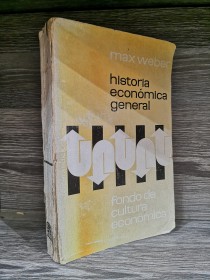 max weber
historia
económica
general
fondo de
cultura
económica